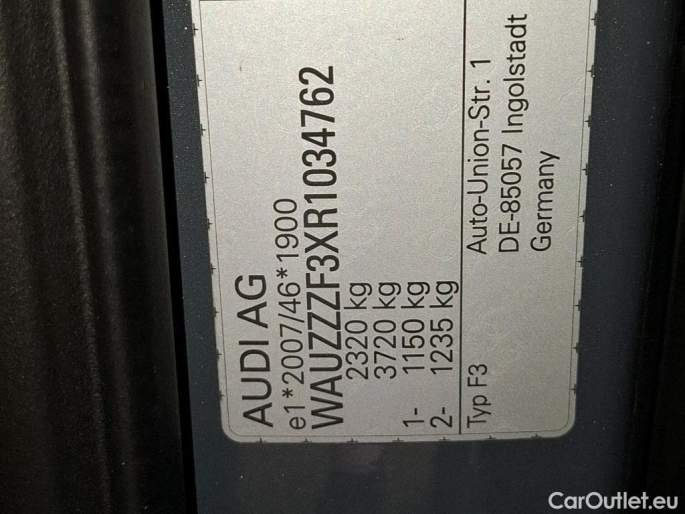 AUDI AG
e1*2007/46*1900
WAUZZZF3XR1034762
2320 kg
3720 kg
1- 1150 kg
2- 1235 kg
Typ F3
Auto-Union-Str. 1
DE-85057 Ingolstadt
Germany
CarOutlet.eu